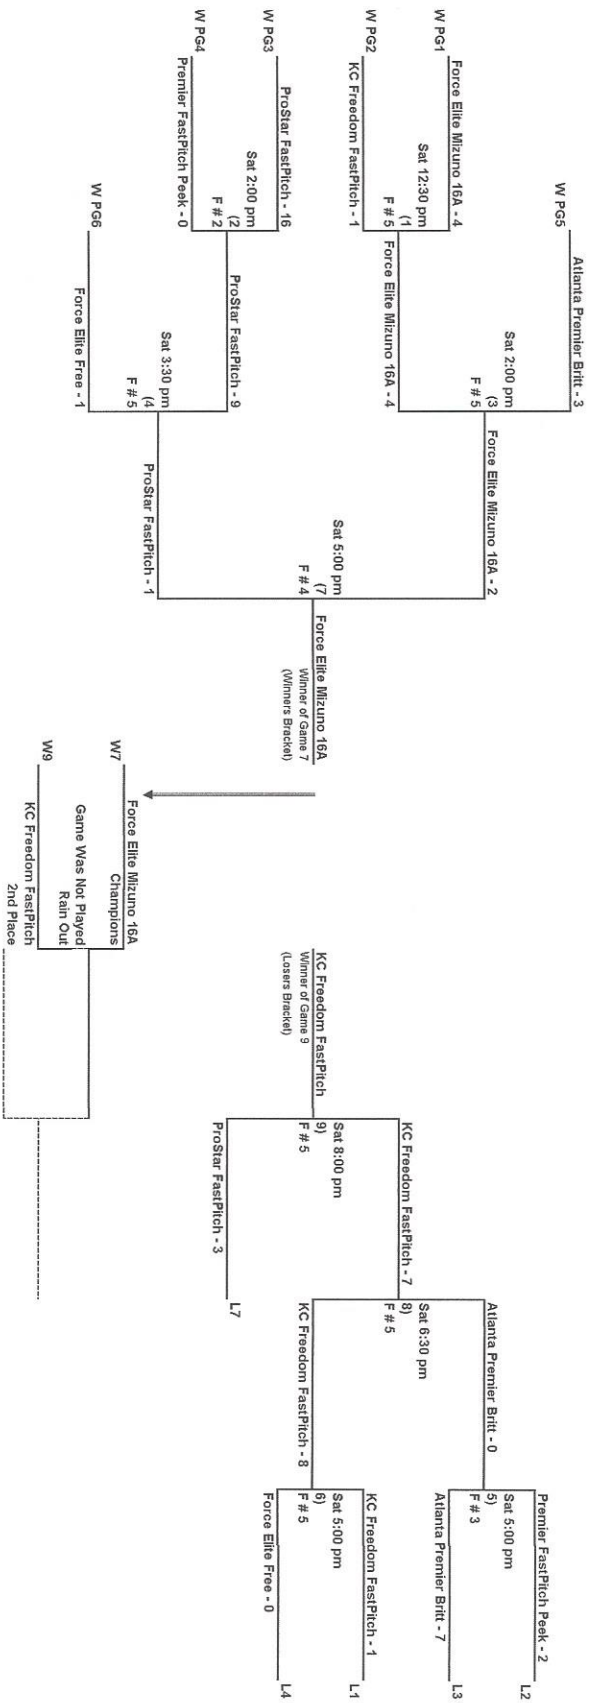 Atlanta Premier Britt - 3
W PG5
Sat 2:00 pm
(3
F # 5
Force Elite Mizuno 16A - 2
Force Elite Mizuno 16A - 4
W PG1
Sat 12:30 pm
(1
F # 5
Force Elite Mizuno 16A - 4
KC Freedom FastPitch - 1
W PG2
Sat 5:00 pm
(7
F # 4
Force Elite Mizuno 16A
Winner of Game 7
(Winners Bracket)
ProStar FastPitch - 16
W PG3
Sat 2:00 pm
(2
F # 2
ProStar FastPitch - 9
Premier FastPitch Peek - 0
W PG4
Sat 3:30 pm
(4
F # 5
ProStar FastPitch - 1
Force Elite Free - 1
W PG6
Premier FastPitch Peek - 2
L2
Sat 5:00 pm
5)
F # 3
Atlanta Premier Britt - 0
Atlanta Premier Britt - 7
L3
Sat 6:30 pm
8)
F # 5
KC Freedom FastPitch - 7
KC Freedom FastPitch - 1
L1
Sat 5:00 pm
6)
F # 5
KC Freedom FastPitch - 8
Force Elite Free - 0
L4
Sat 8:00 pm
9)
F # 5
KC Freedom FastPitch
Winner of Game 9
(Losers Bracket)
ProStar FastPitch - 3
L7
Force Elite Mizuno 16A
W7
Champions
Game Was Not Played
Rain Out
W9
KC Freedom FastPitch
2nd Place